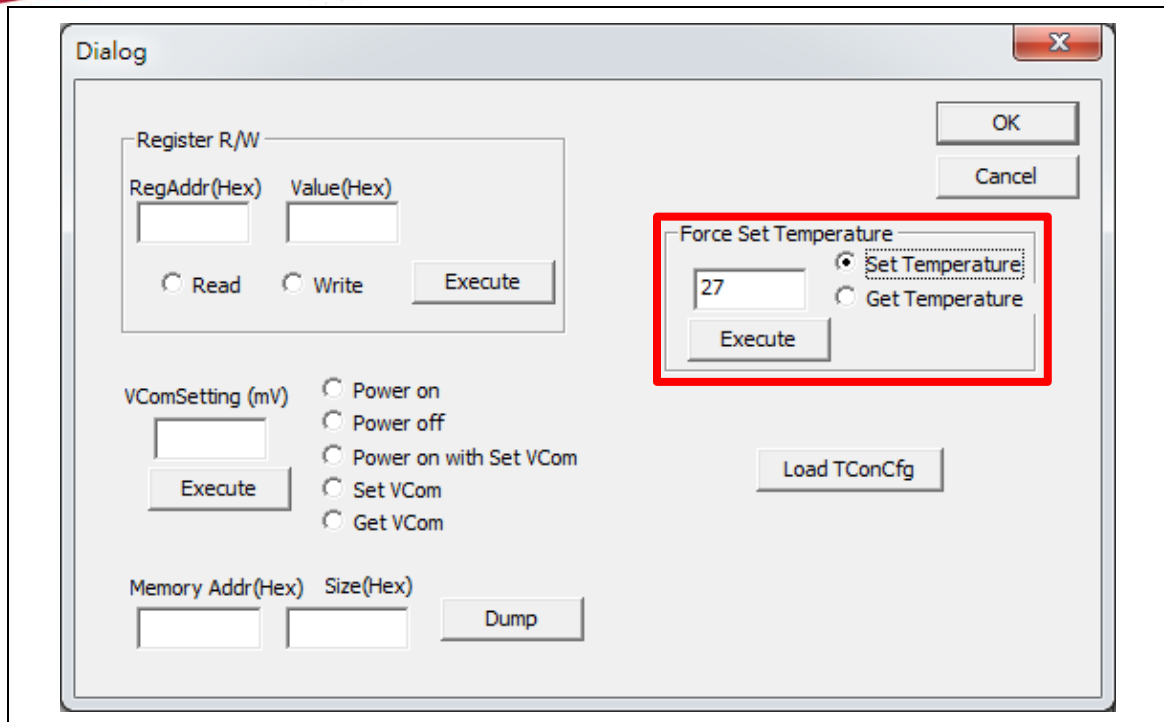 Dialog
x
OK
Cancel
Register R/W
RegAddr(Hex) Value(Hex)
Read Write Execute
Force Set Temperature
27
Set Temperature
Get Temperature
Execute
VComSetting (mV)
Execute
Power on
Power off
Power on with Set VCom
Set VCom
Get VCom
Load TConCfg
Memory Addr(Hex) Size(Hex)
Dump